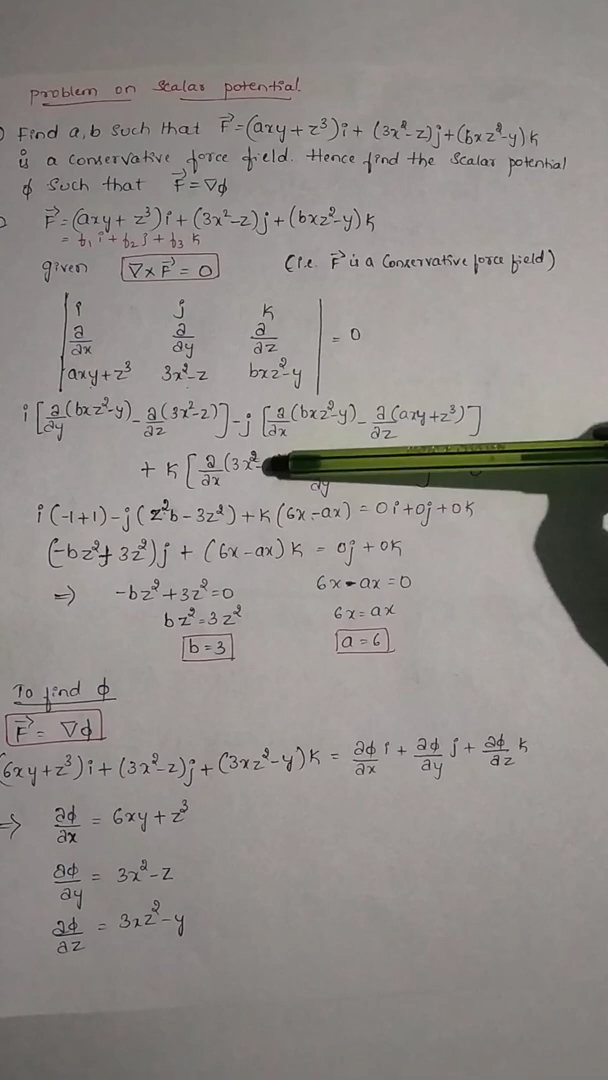 problem on scalar potential
Find a, b such that F⃗ = (axy + z³)i + (3x² - z)j + (bxz² - y)k
is a conservative force field. Hence find the scalar potential
ϕ such that F⃗ = ∇ϕ
F⃗ = (axy + z³)i + (3x² - z)j + (bxz² - y)k
= f₁ i + f₂ j + f₃ k
given ∇×F⃗ = 0 (i.e. F⃗ is a conservative force field)
| i j k |
| ∂/∂x ∂/∂y ∂/∂z | = 0
| axy + z³ 3x² - z bxz² - y |
i [∂/∂y (bxz² - y) - ∂/∂z (3x² - z)] - j [∂/∂x (bxz² - y) - ∂/∂z (axy + z³)]
+ k [∂/∂x (3x² ∂y
i (-1 + 1) - j (z²b - 3z²) + k (6x - ax) = 0i + 0j + 0k
(-bz² + 3z²)j + (6x - ax)k = 0j + 0k
⇒ -bz² + 3z² = 0 6x - ax = 0
bz² = 3z² 6x = ax
b = 3 a = 6
To find ϕ
F⃗ = ∇ϕ
(6xy + z³)i + (3x² - z)j + (3xz² - y)k = ∂ϕ/∂x i + ∂ϕ/∂y j + ∂ϕ/∂z k
⇒ ∂ϕ/∂x = 6xy + z³
∂ϕ/∂y = 3x² - z
∂ϕ/∂z = 3xz² - y